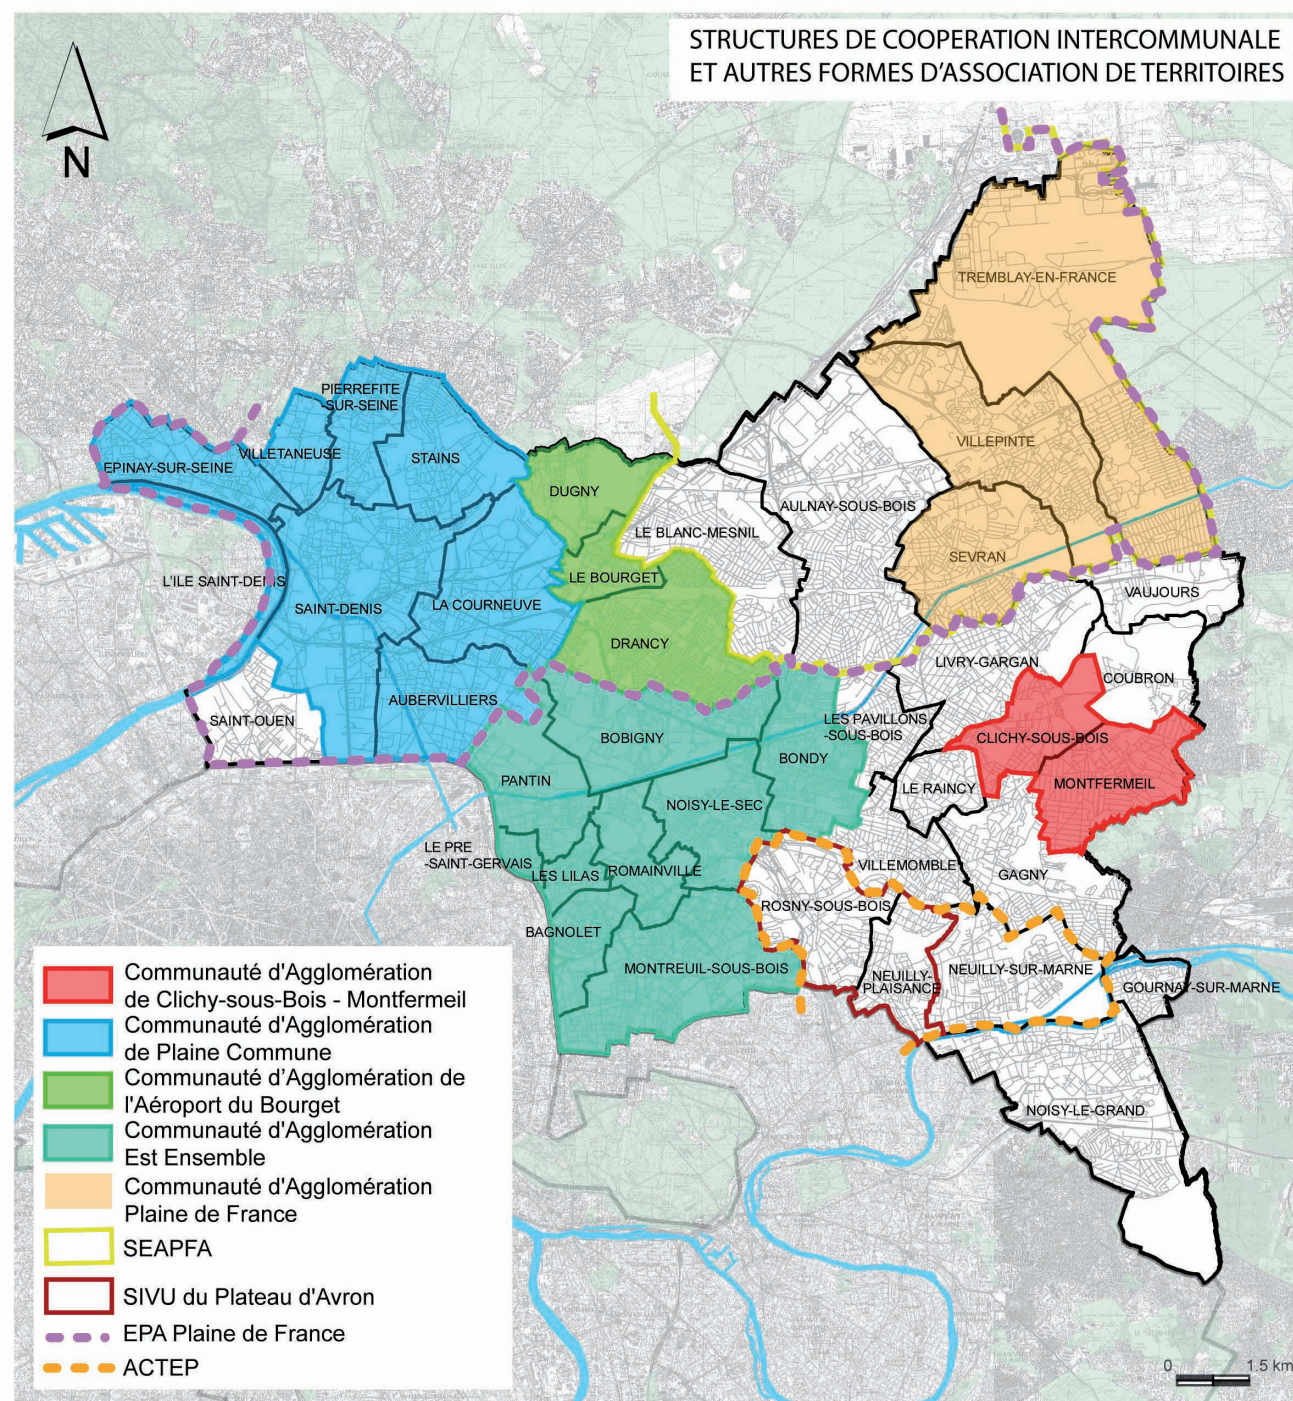 STRUCTURES DE COOPERATION INTERCOMMUNALE
ET AUTRES FORMES D'ASSOCIATION DE TERRITOIRES
N
TREMBLAY-EN-FRANCE
PIERREFITE
-SUR-SEINE
VILLETANEUSE
STAINS
EPINAY-SUR-SEINE
VILLEPINTE
DUGNY
AULNAY-SOUS-BOIS
LE BLANC-MESNIL
SEVRAN
L'ILE SAINT-DENIS
LE BOURGET
VAUJOURS
SAINT-DENIS
LA COURNEUVE
DRANCY
LIVRY-GARGAN
COUBRON
AUBERVILLIERS
SAINT-OUEN
LES PAVILLONS
-SOUS-BOIS
BOBIGNY
CLICHY-SOUS-BOIS
BONDY
PANTIN
LE RAINCY
MONTFERMEIL
NOISY-LE-SEC
LE PRE
-SAINT-GERVAIS
LES LILAS
ROMAINVILLE
VILLEMOMBLE
GAGNY
ROSNY-SOUS-BOIS
BAGNOLET
MONTREUIL-SOUS-BOIS
NEUILLY-
PLAISANCE
NEUILLY-SUR-MARNE
GOURNAY-SUR-MARNE
NOISY-LE-GRAND
Communauté d'Agglomération
de Clichy-sous-Bois - Montfermeil
Communauté d'Agglomération
de Plaine Commune
Communauté d'Agglomération de
l'Aéroport du Bourget
Communauté d'Agglomération
Est Ensemble
Communauté d'Agglomération
Plaine de France
SEAPFA
SIVU du Plateau d'Avron
EPA Plaine de France
ACTEP
0 1.5 km